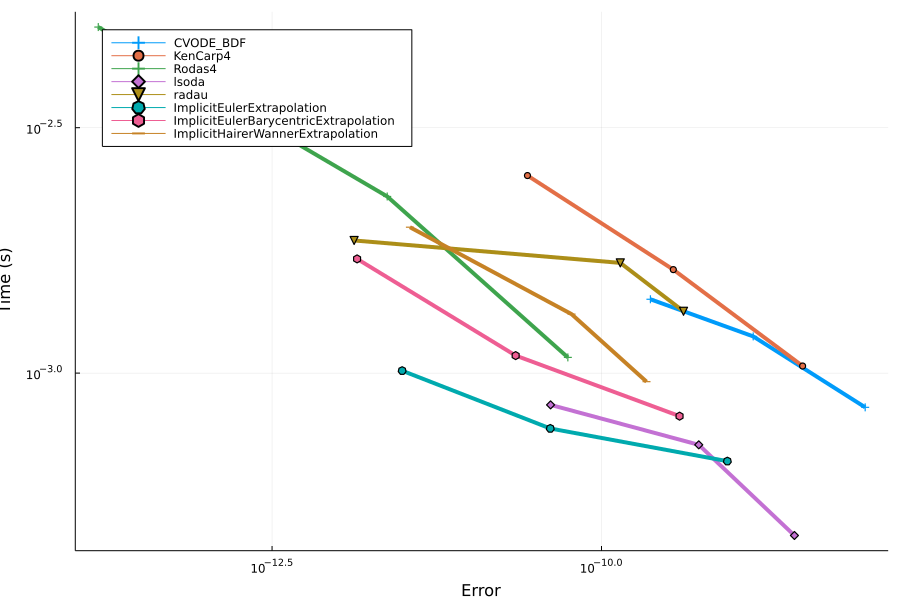 CVODE_BDF
KenCarp4
Rodas4
lsoda
radau
ImplicitEulerExtrapolation
ImplicitEulerBarycentricExtrapolation
ImplicitHairerWannerExtrapolation
10^-2.5
10^-3.0
Time (s)
10^-12.5
10^-10.0
Error